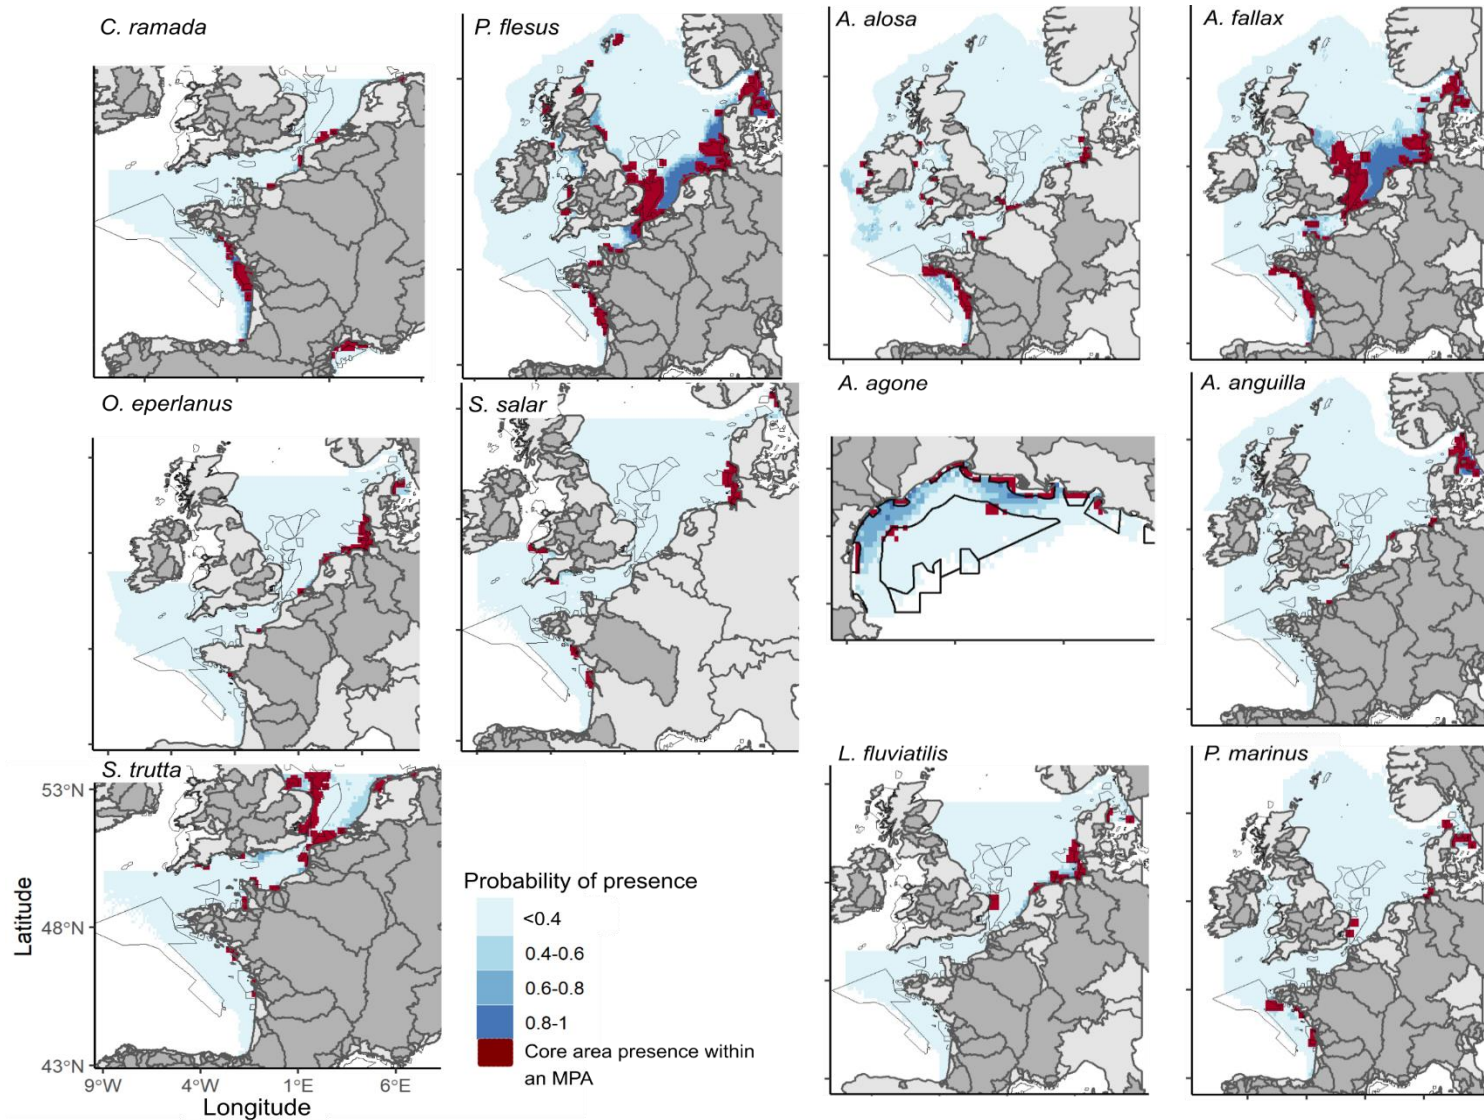 C. ramada
P. flesus
A. alosa
A. fallax
O. eperlanus
S. salar
A. agone
A. anguilla
S. trutta
L. fluviatilis
P. marinus
53°N
48°N
43°N
9°W
4°W
1°E
6°E
Latitude
Longitude
Probability of presence
<0.4
0.4-0.6
0.6-0.8
0.8-1
Core area presence within
an MPA